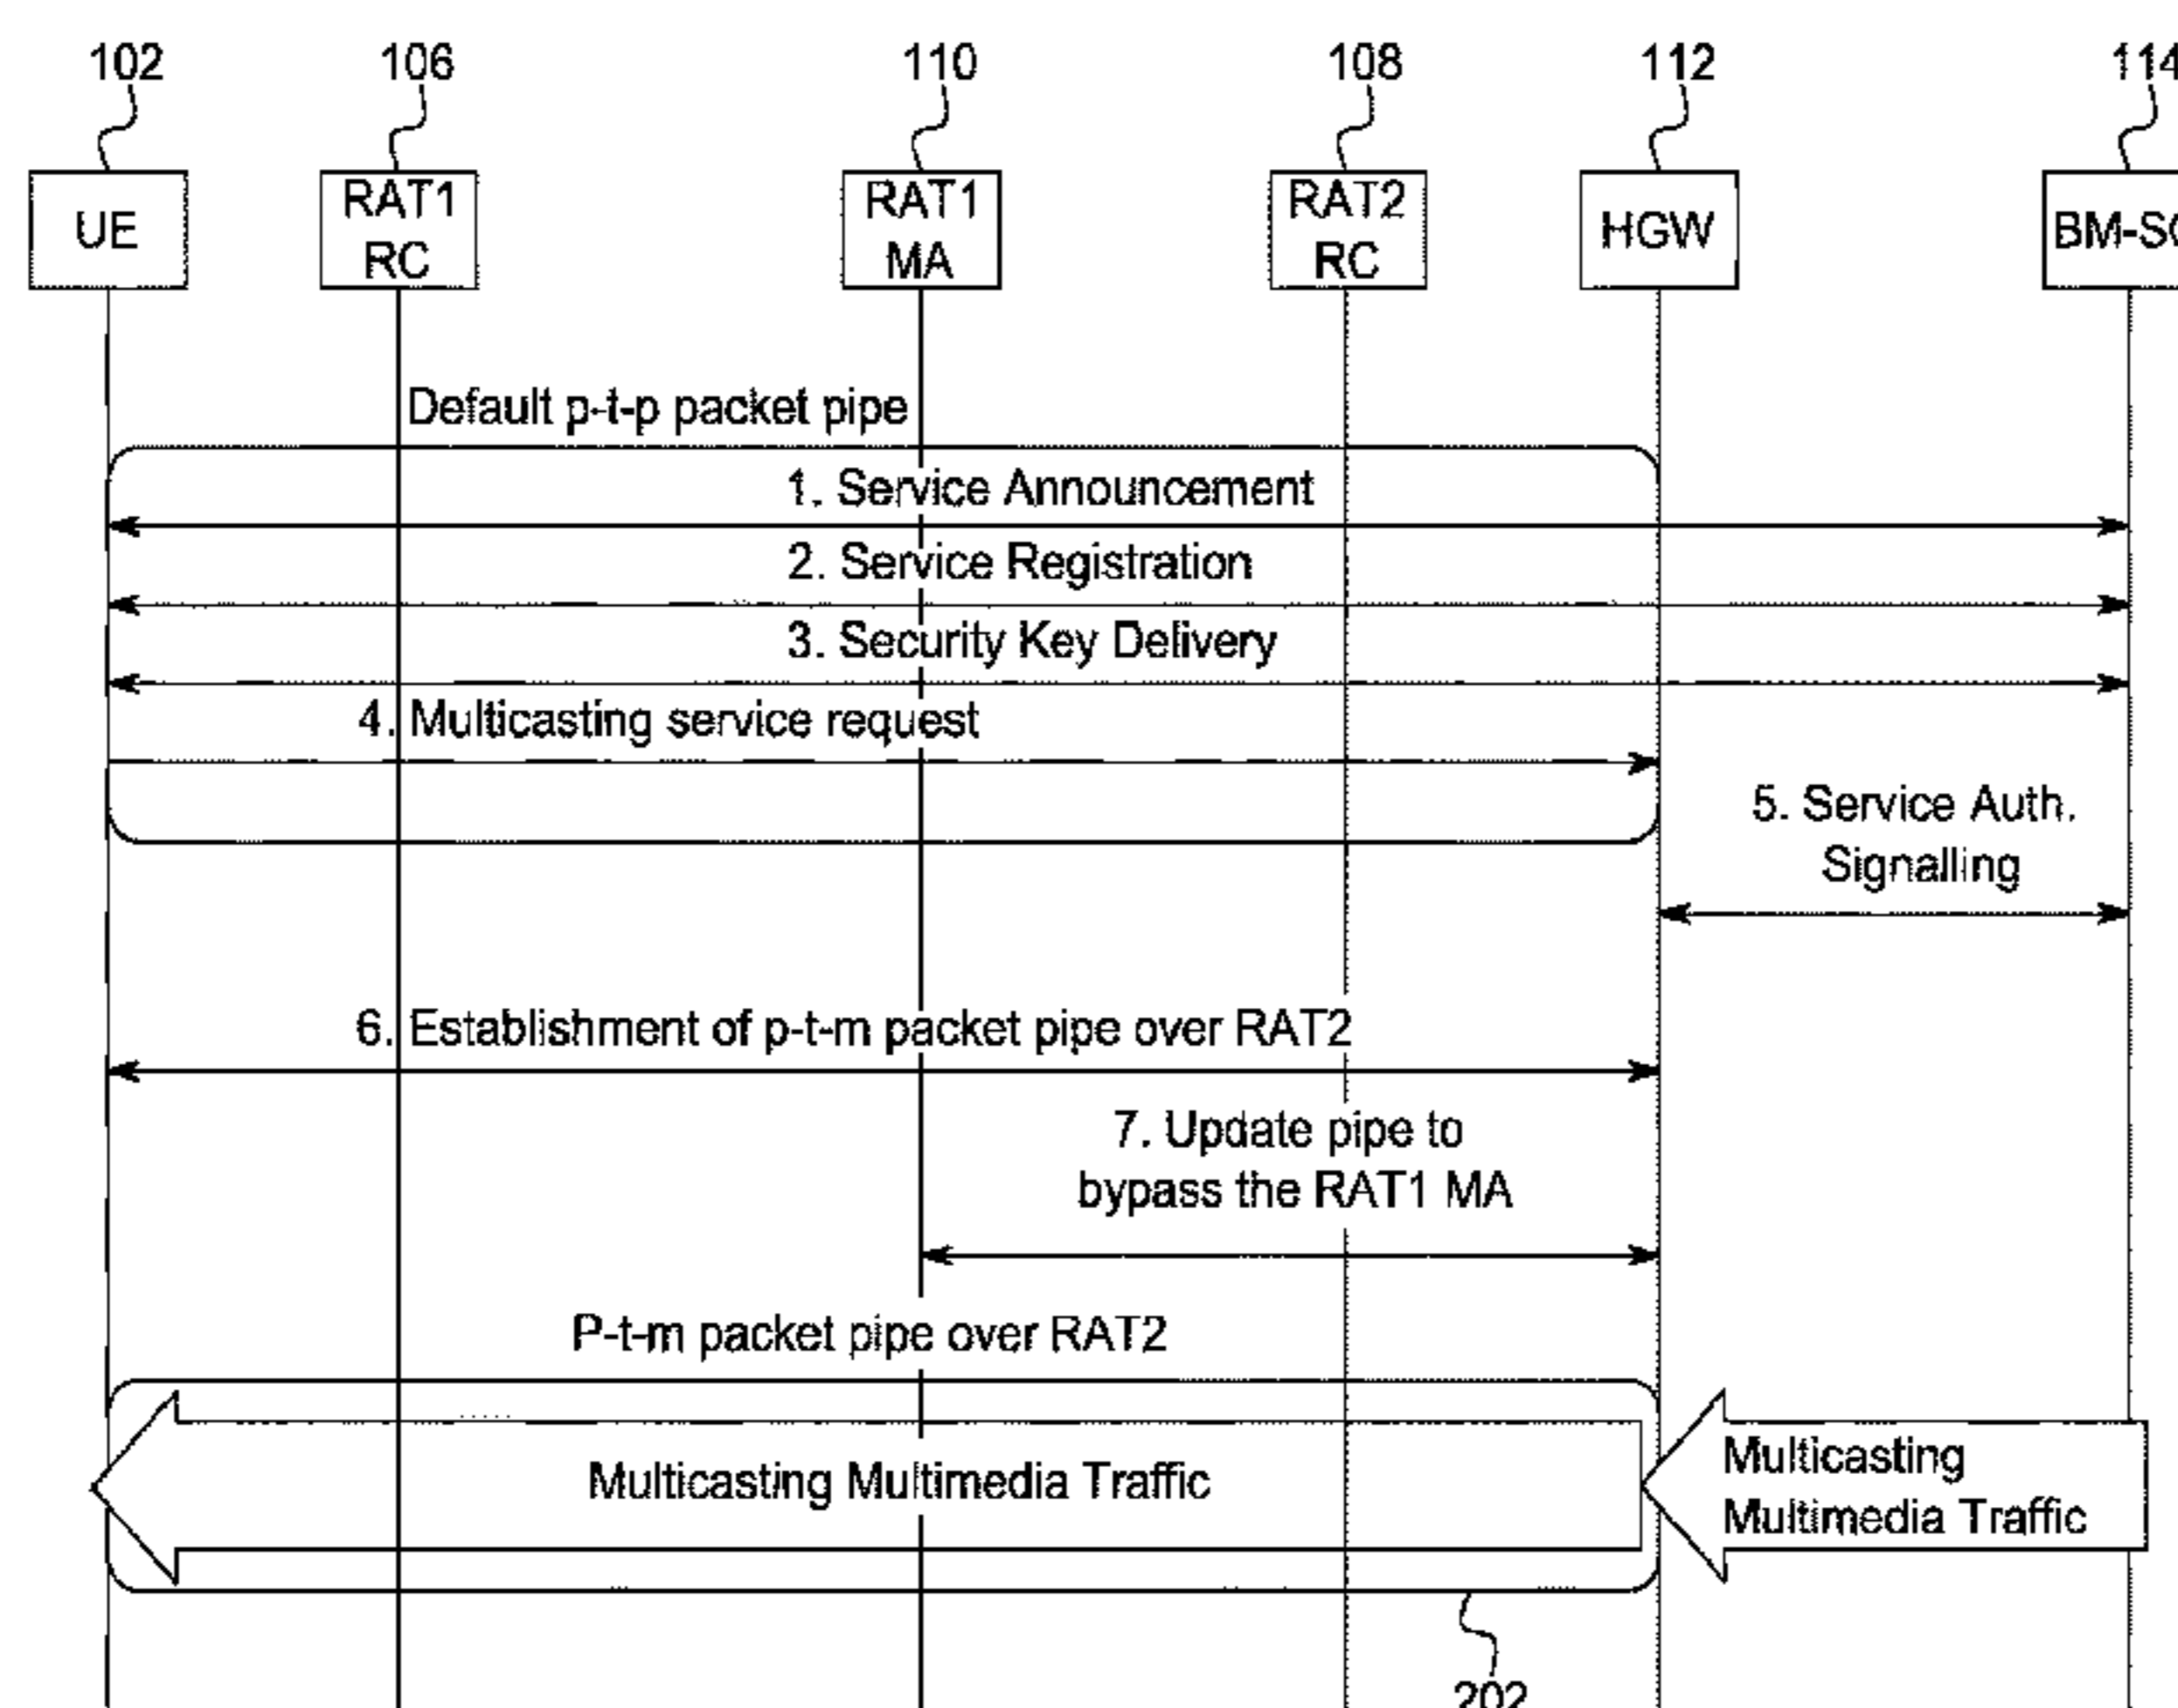 102
106
110
108
112
114
UE
RAT1
RC
RAT1
MA
RAT2
RC
HGW
BM-SC
Default p-t-p packet pipe
1. Service Announcement
2. Service Registration
3. Security Key Delivery
4. Multicasting service request
5. Service Auth.
Signalling
6. Establishment of p-t-m packet pipe over RAT2
7. Update pipe to
bypass the RAT1 MA
P-t-m packet pipe over RAT2
Multicasting Multimedia Traffic
Multicasting
Multimedia Traffic
202